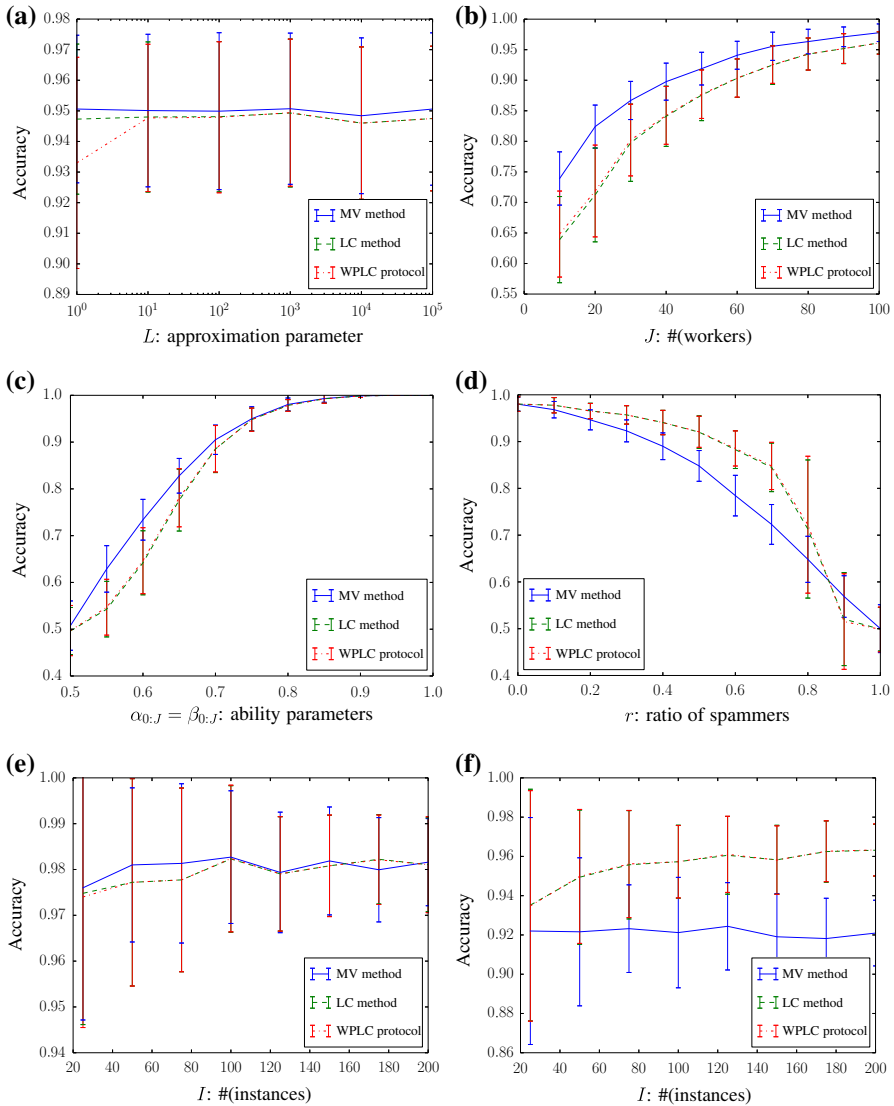 (a)
0.98
0.97
0.96
0.95
0.94
0.93
0.92
0.91
0.90
0.89
Accuracy
MV method
LC method
WPLC protocol
10^0 10^1 10^2 10^3 10^4 10^5
L: approximation parameter
(b)
1.00
0.95
0.90
0.85
0.80
0.75
0.70
0.65
0.60
0.55
Accuracy
MV method
LC method
WPLC protocol
0 20 40 60 80 100
J: #(workers)
(c)
1.0
0.9
0.8
0.7
0.6
0.5
0.4
Accuracy
MV method
LC method
WPLC protocol
0.5 0.6 0.7 0.8 0.9 1.0
α0:J = β0:J: ability parameters
(d)
1.0
0.9
0.8
0.7
0.6
0.5
0.4
Accuracy
MV method
LC method
WPLC protocol
0.0 0.2 0.4 0.6 0.8 1.0
r: ratio of spammers
(e)
1.00
0.99
0.98
0.97
0.96
0.95
0.94
Accuracy
MV method
LC method
WPLC protocol
20 40 60 80 100 120 140 160 180 200
I: #(instances)
(f)
1.00
0.98
0.96
0.94
0.92
0.90
0.88
0.86
Accuracy
MV method
LC method
WPLC protocol
20 40 60 80 100 120 140 160 180 200
I: #(instances)